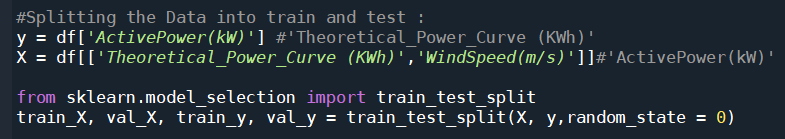 #Splitting the Data into train and test :
y = df['ActivePower(kW)'] #'Theoretical_Power_Curve (KWh)'
X = df[['Theoretical_Power_Curve (KWh)','WindSpeed(m/s)']]#'ActivePower(kW)'
from sklearn.model_selection import train_test_split
train_X, val_X, train_y, val_y = train_test_split(X, y,random_state = 0)